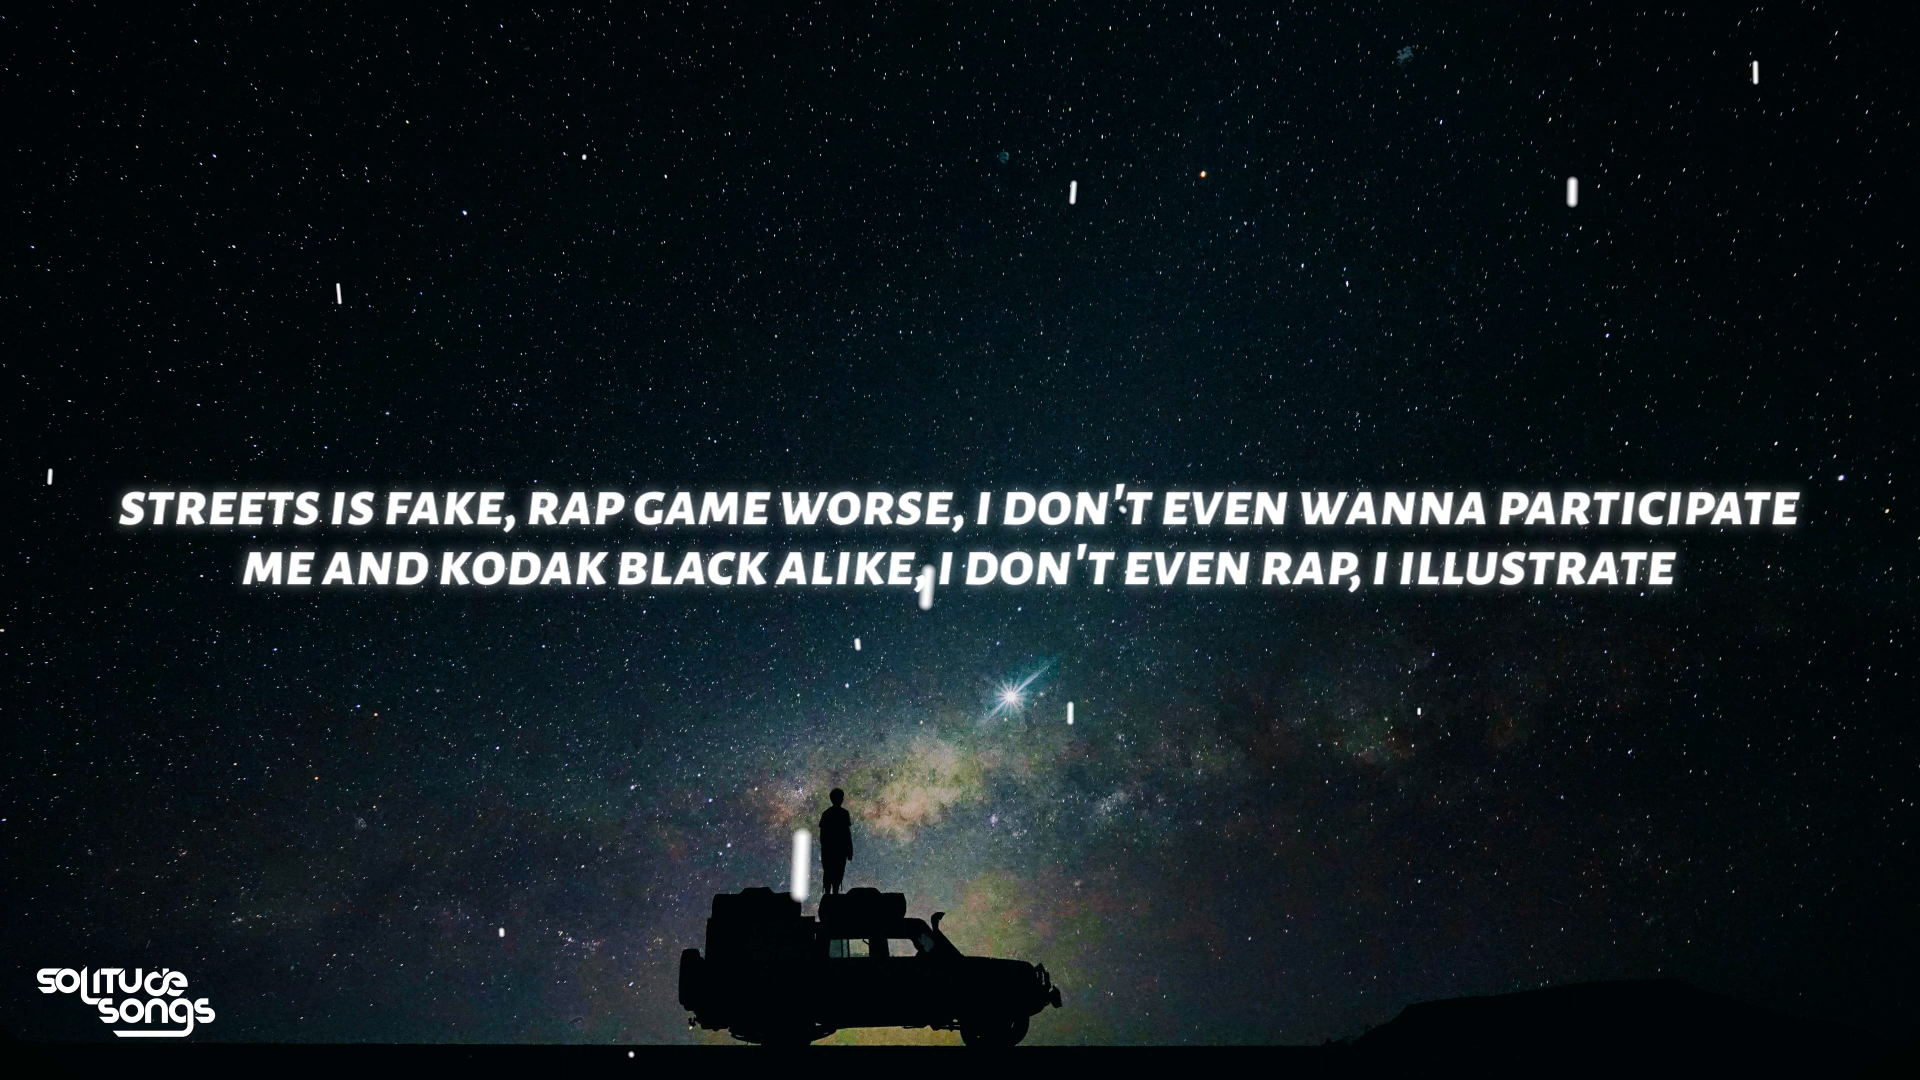 STREETS IS FAKE, RAP GAME WORSE, I DON'T EVEN WANNA PARTICIPATE
ME AND KODAK BLACK ALIKE, I DON'T EVEN RAP, I ILLUSTRATE
SOLITUDE
SONGS